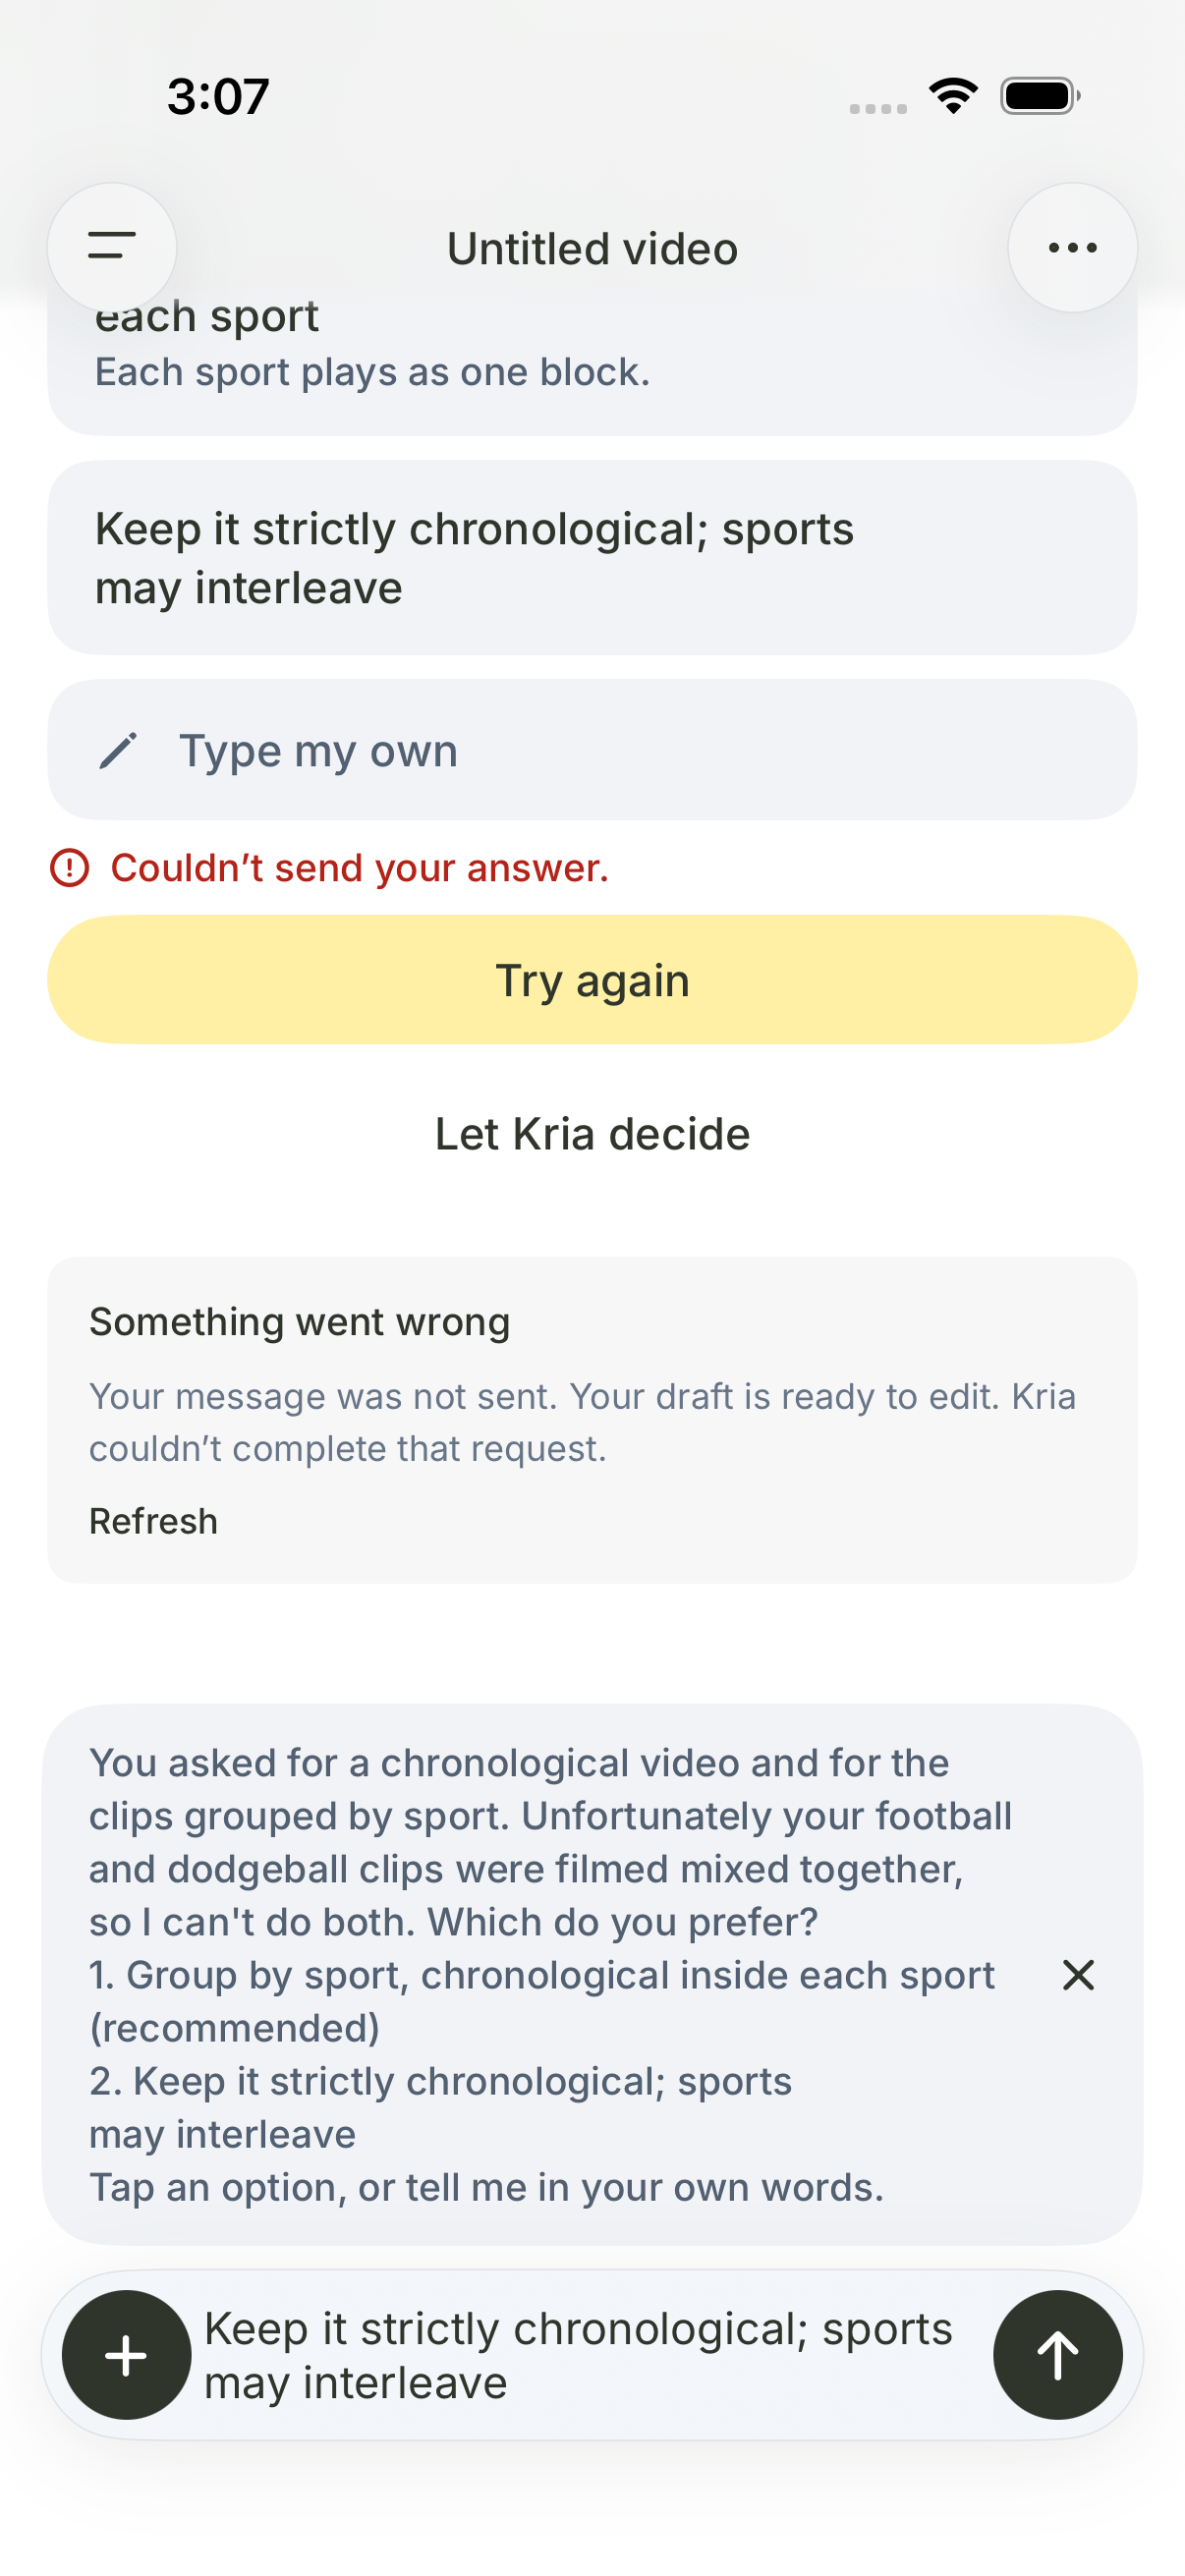 3:07
Untitled video
each sport
Each sport plays as one block.
Keep it strictly chronological; sports
may interleave
Type my own
Couldn’t send your answer.
Try again
Let Kria decide
Something went wrong
Your message was not sent. Your draft is ready to edit. Kria
couldn’t complete that request.
Refresh
You asked for a chronological video and for the
clips grouped by sport. Unfortunately your football
and dodgeball clips were filmed mixed together,
so I can't do both. Which do you prefer?
1. Group by sport, chronological inside each sport
(recommended)
2. Keep it strictly chronological; sports
may interleave
Tap an option, or tell me in your own words.
Keep it strictly chronological; sports
may interleave